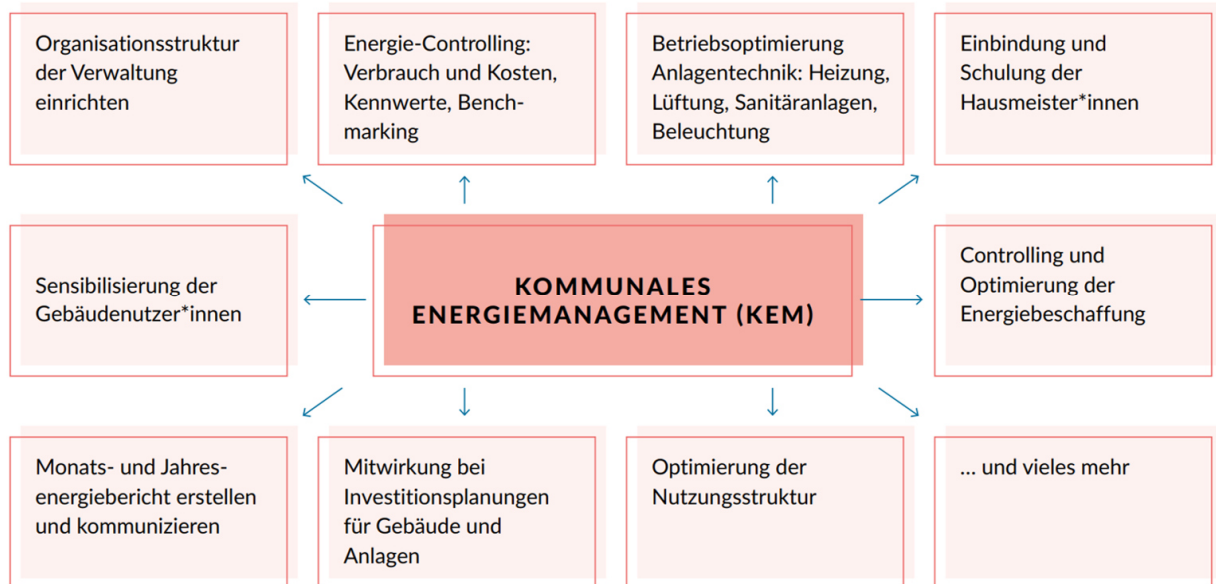 Organisationsstruktur
der Verwaltung
einrichten
Energie-Controlling:
Verbrauch und Kosten,
Kennwerte, Bench-
marking
Betriebsoptimierung
Anlagentechnik: Heizung,
Lüftung, Sanitäranlagen,
Beleuchtung
Einbindung und
Schulung der
Hausmeister*innen
Sensibilisierung der
Gebäudenutzer*innen
KOMMUNALES
ENERGIEMANAGEMENT (KEM)
Controlling und
Optimierung der
Energiebeschaffung
Monats- und Jahres-
energiebericht erstellen
und kommunizieren
Mitwirkung bei
Investitionsplanungen
für Gebäude und
Anlagen
Optimierung der
Nutzungsstruktur
... und vieles mehr